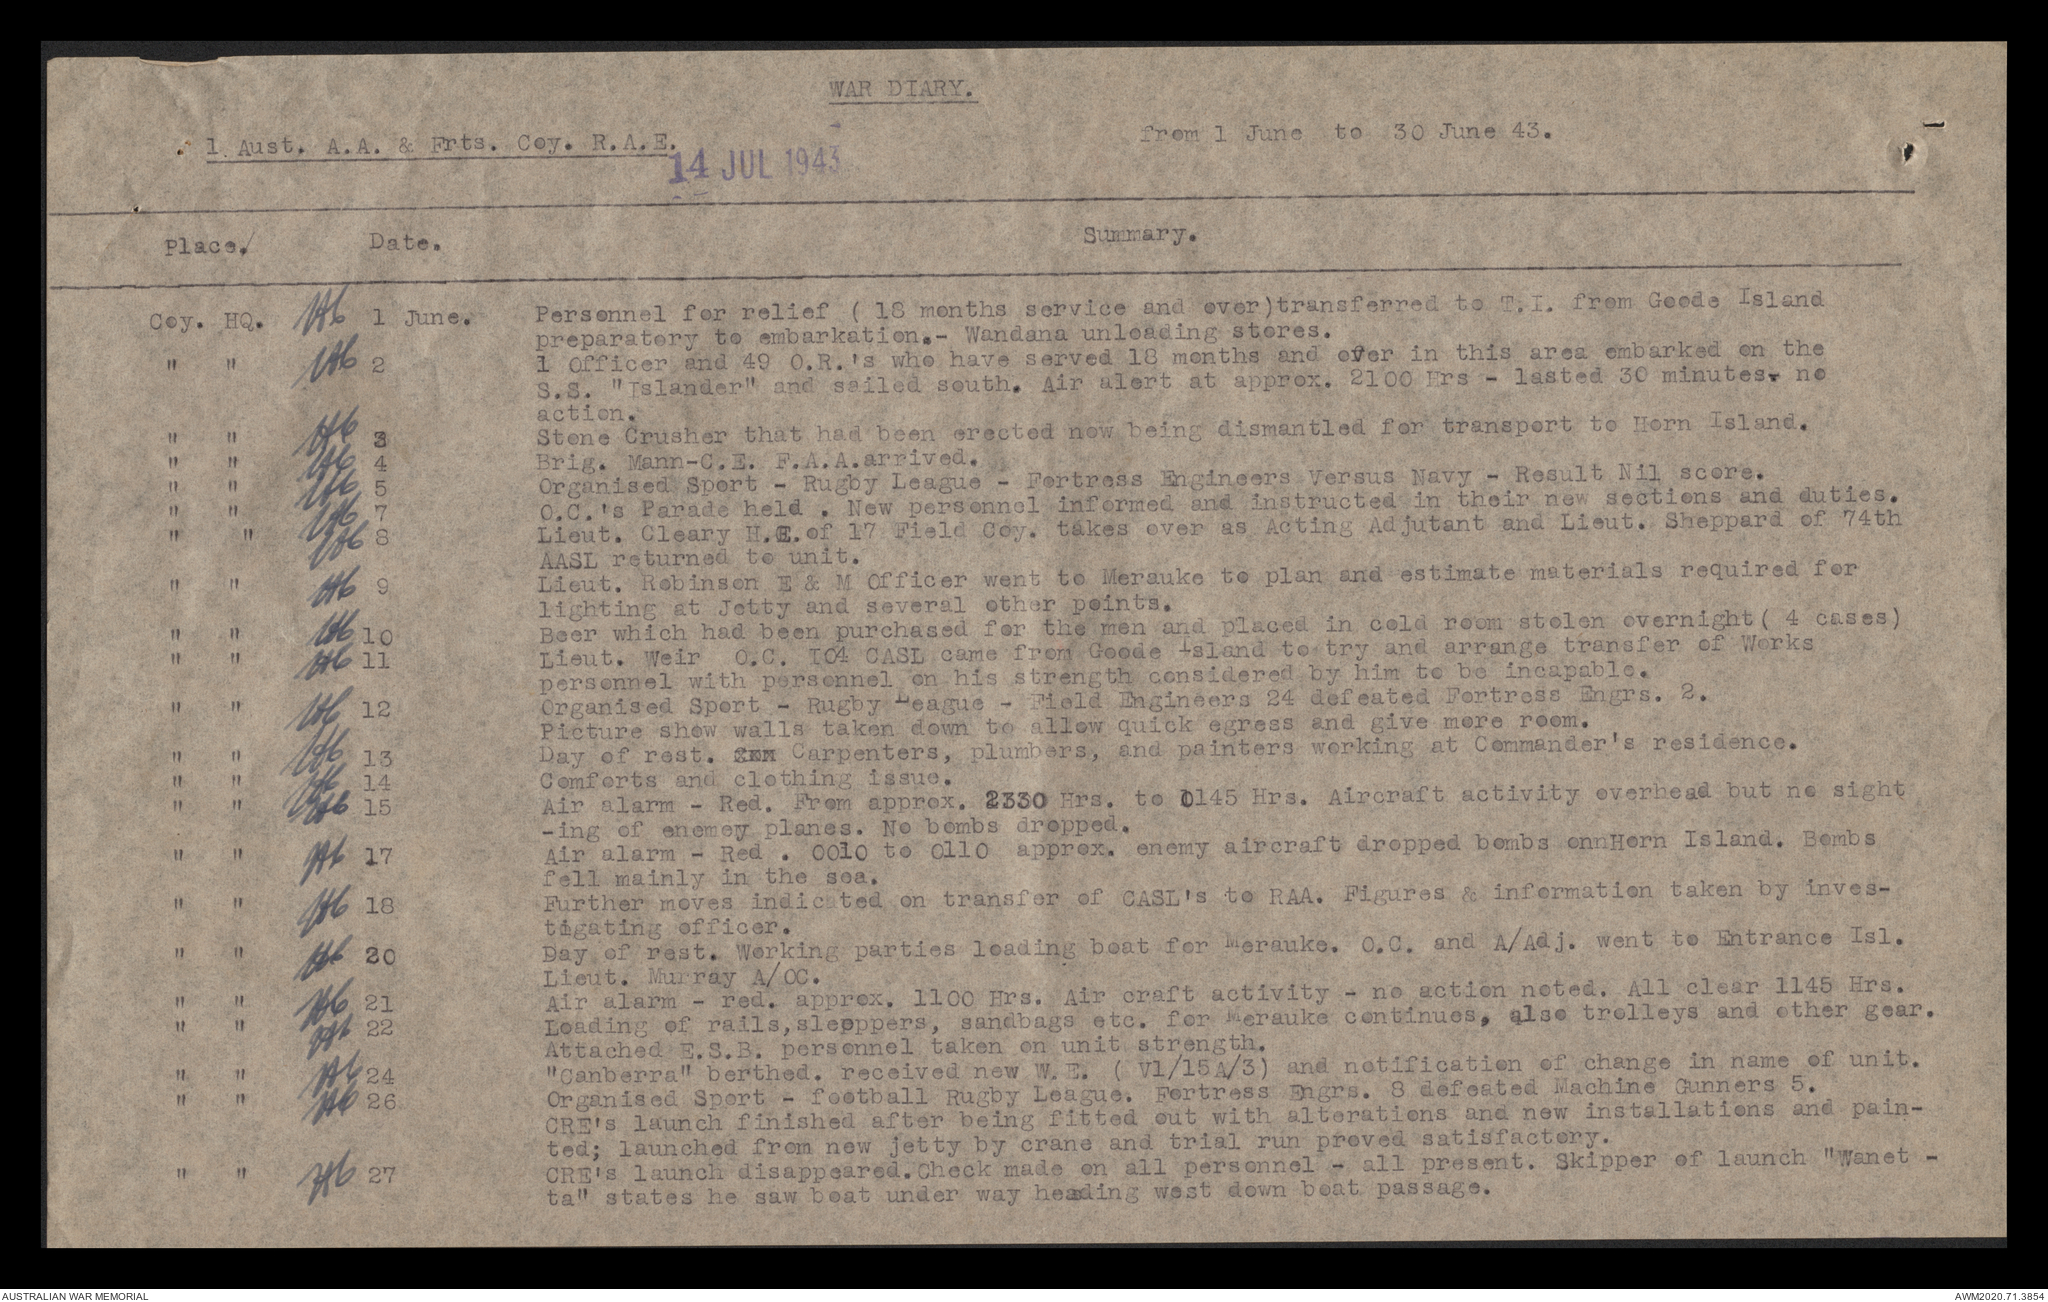 WAR DIARY.
1 Aust. A.A. & Frts. Coy. R.A.E.
from 1 June to 30 June 43.
14 JUL 1943
Place. Date. Summary.
Coy. HQ. 1 June. Personnel for relief ( 18 months service and over)transferred to T.I. from Goode Island
preparatory to embarkation.- Wandana unloading stores.
" " 2 1 Officer and 49 O.R.'s who have served 18 months and over in this area embarked on the
S.S. "Islander" and sailed south. Air alert at approx. 2100 Hrs - lasted 30 minutes- no
action.
" " 3 Stone Crusher that had been erected now being dismantled for transport to Horn Island.
" " 4 Brig. Mann-C.E. F.A.A.arrived.
" " 5 Organised Sport - Rugby League - Fortress Engineers Versus Navy - Result Nil score.
" " 7 O.C.'s Parade held . New personnel informed and instructed in their new sections and duties.
" " 8 Lieut. Cleary H.E.of 17 Field Coy. takes over as Acting Adjutant and Lieut. Sheppard of 74th
AASL returned to unit.
" " 9 Lieut. Robinson E & M Officer went to Merauke to plan and estimate materials required for
lighting at Jetty and several other points.
" " 10 Beer which had been purchased for the men and placed in cold room stolen overnight( 4 cases)
" " 11 Lieut. Weir O.C. 104 CASL came from Goode Island to try and arrange transfer of Works
personnel with personnel on his strength considered by him to be incapable.
" " 12 Organised Sport - Rugby League - Field Engineers 24 defeated Fortress Engrs. 2.
Picture show walls taken down to allow quick egress and give more room.
" " 13 Day of rest. Carpenters, plumbers, and painters working at Commander's residence.
" " 14 Comforts and clothing issue.
" " 15 Air alarm - Red. From approx. 2330 Hrs. to 0145 Hrs. Aircraft activity overhead but no sight
-ing of enemey planes. No bombs dropped.
" " 17 Air alarm - Red . 0010 to 0110 approx. enemy aircraft dropped bombs onnHorn Island. Bombs
fell mainly in the sea.
" " 18 Further moves indicated on transfer of CASL's to RAA. Figures & information taken by inves-
tigating officer.
" " 20 Day of rest. Working parties loading boat for Merauke. O.C. and A/Adj. went to Entrance Isl.
Lieut. Murray A/OC.
" " 21 Air alarm - red. approx. 1100 Hrs. Air craft activity - no action noted. All clear 1145 Hrs.
" " 22 Loading of rails,sleeppers, sandbags etc. for Merauke continues, also trolleys and other gear.
Attached E.S.B. personnel taken on unit strength.
" " 24 "Canberra" berthed. received new W.E. ( V1/15A/3) and notification of change in name of unit.
" " 26 Organised Sport - football Rugby League. Fortress Engrs. 8 defeated Machine Gunners 5.
CRE's launch finished after being fitted out with alterations and new installations and pain-
ted; launched from new jetty by crane and trial run proved satisfactory.
" " 27 CRE's launch disappeared.Check made on all personnel - all present. Skipper of launch "Wanet -
ta" states he saw boat under way heading west down boat passage.
AUSTRALIAN WAR MEMORIAL
AWM2020.71.3854